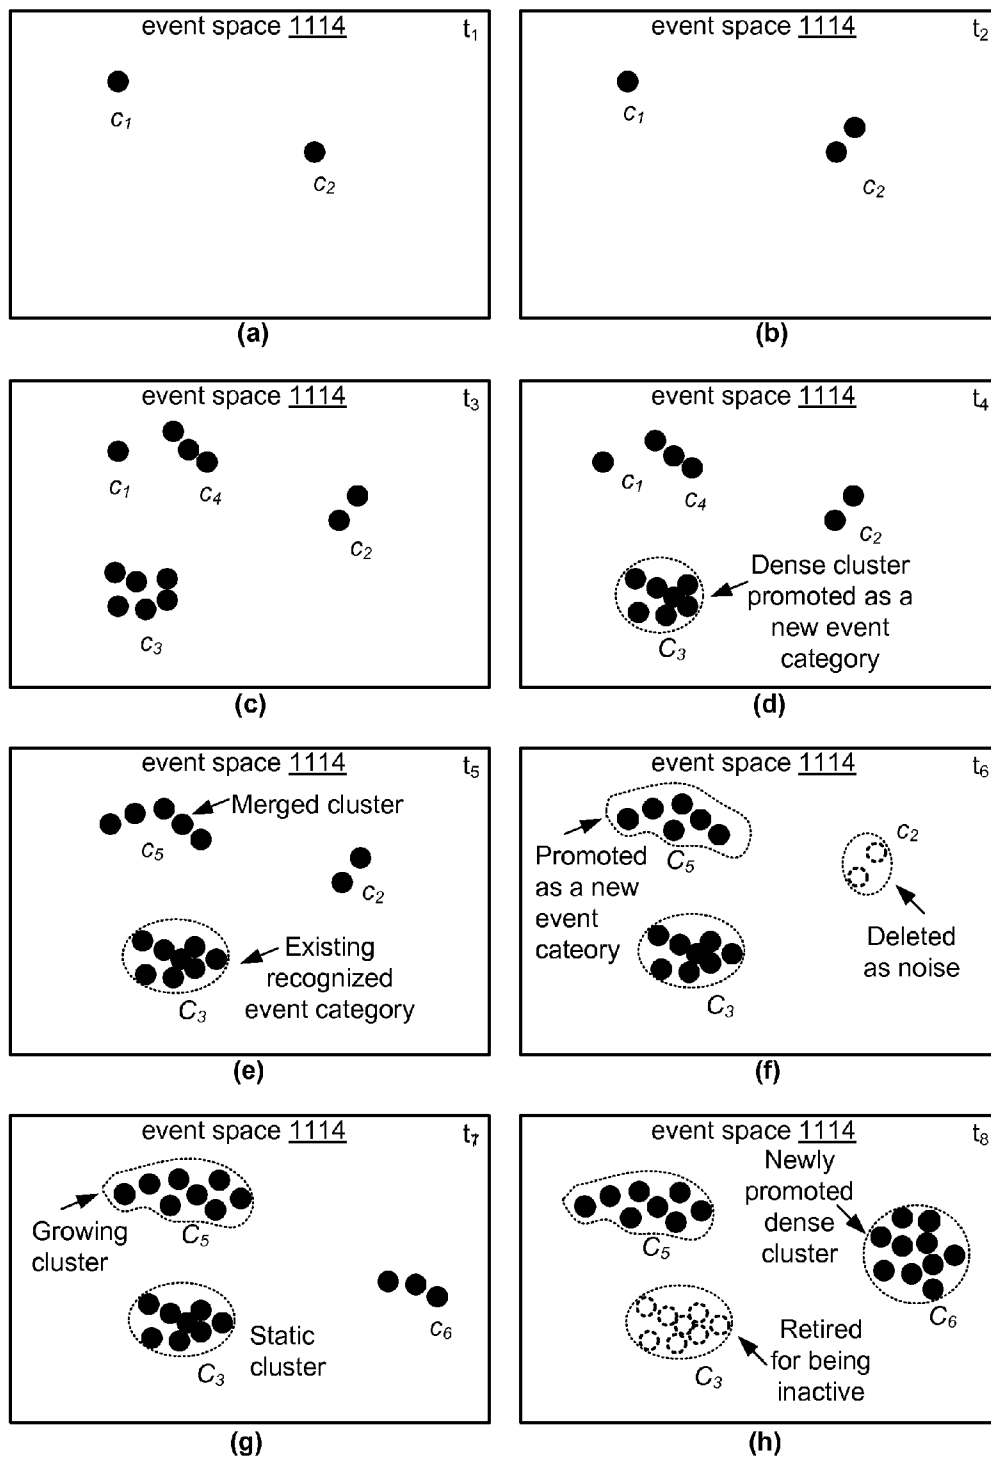 event space 1114 t1
c1
c2
(a)
event space 1114 t2
c1
c2
(b)
event space 1114 t3
c1
c4
c2
c3
(c)
event space 1114 t4
c1
c4
c2
Dense cluster
promoted as a
new event
category
C3
(d)
event space 1114 t5
Merged cluster
c5
c2
Existing
recognized
event category
C3
(e)
event space 1114 t6
c2
Promoted
as a new
event
cateory
C5
Deleted
as noise
C3
(f)
event space 1114 t7
Growing
cluster
C5
c6
Static
cluster
C3
(g)
event space 1114 t8
Newly
promoted
dense
cluster
C5
C6
Retired
for being
inactive
C3
(h)